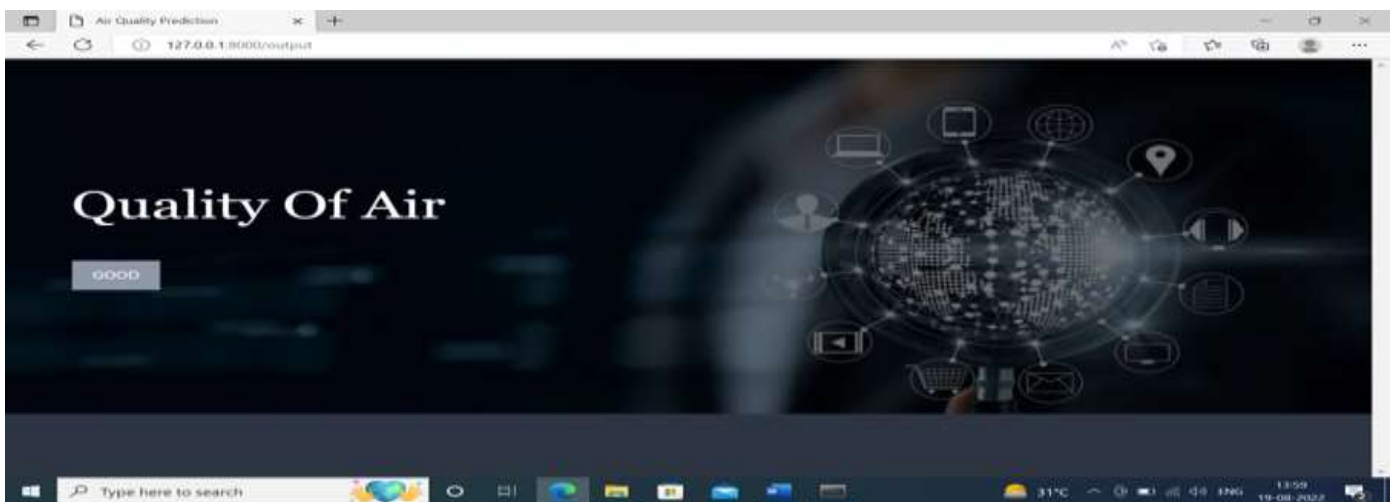 Air Quality Prediction
127.0.0.1:8000/output
Quality Of Air
GOOD
Type here to search
31°C
ENG
13:59
19-08-2022